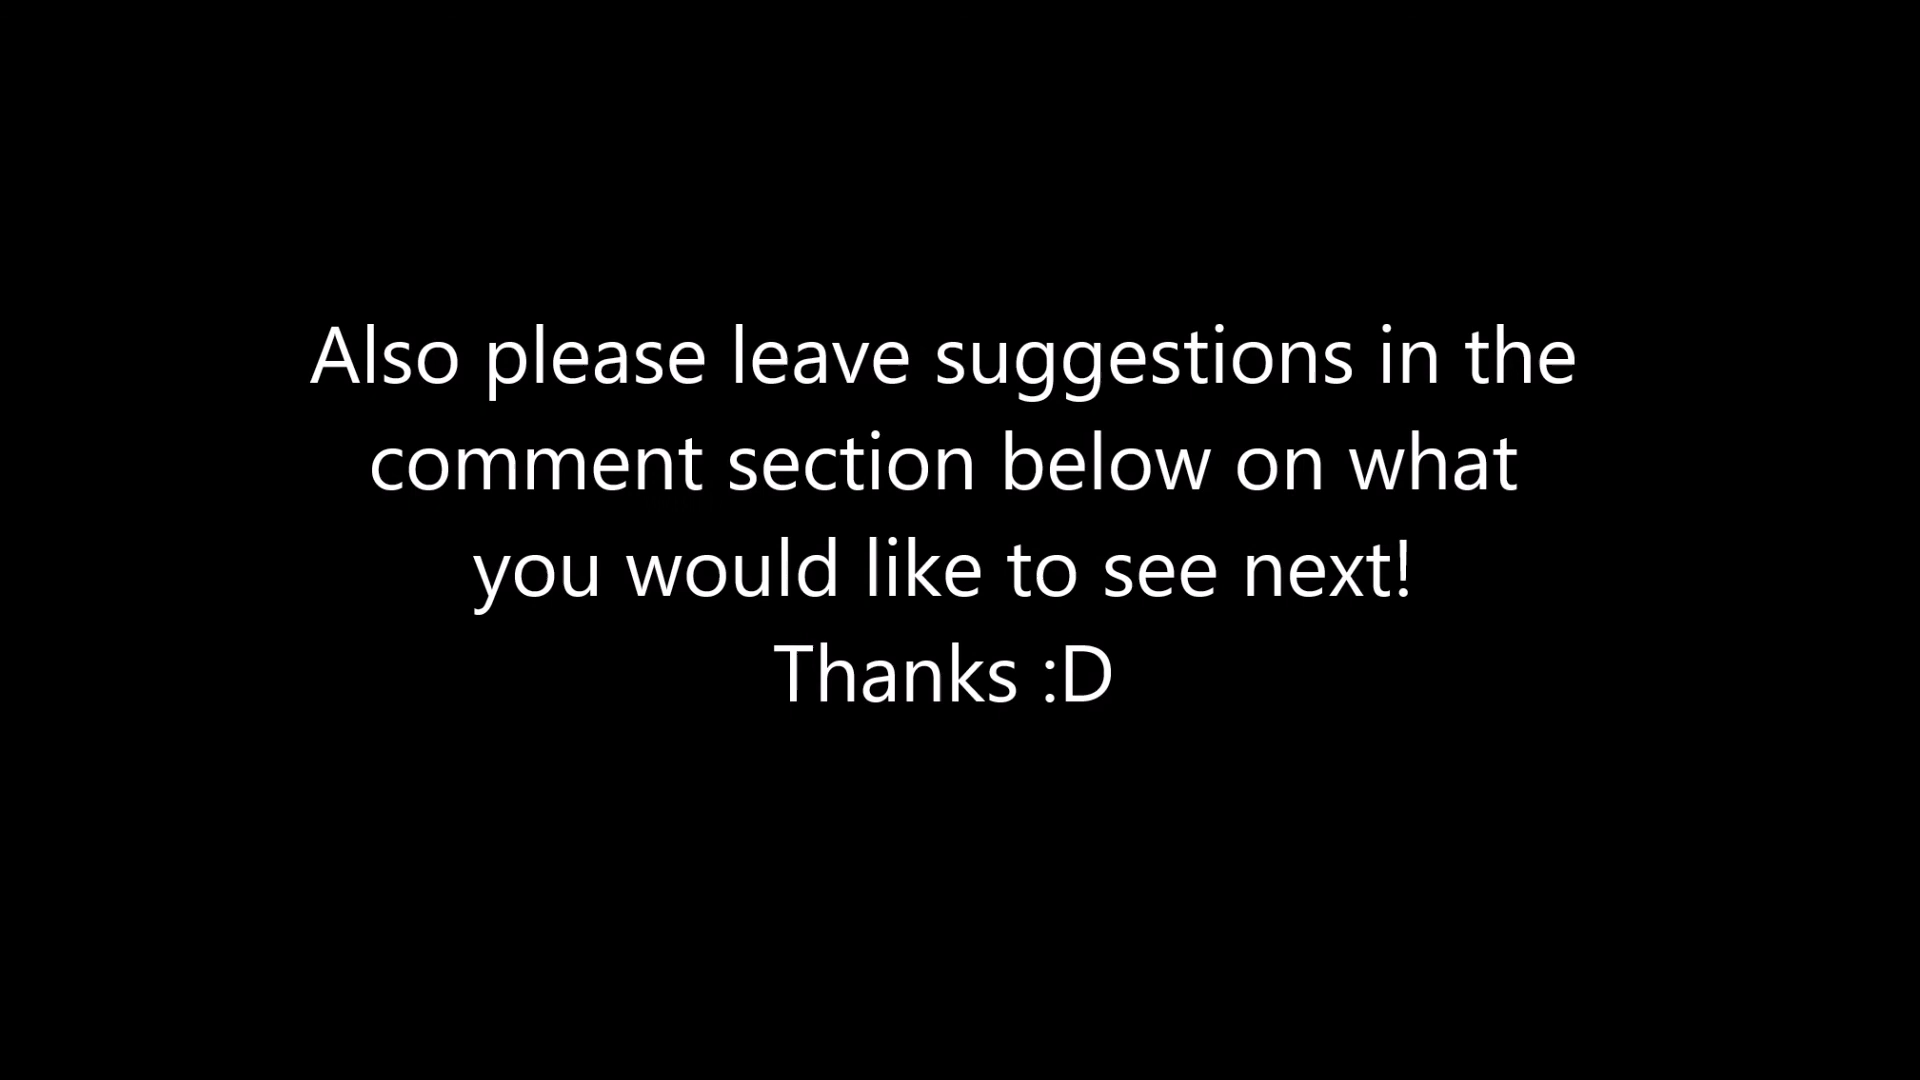 Also please leave suggestions in the
comment section below on what
you would like to see next!
Thanks :D